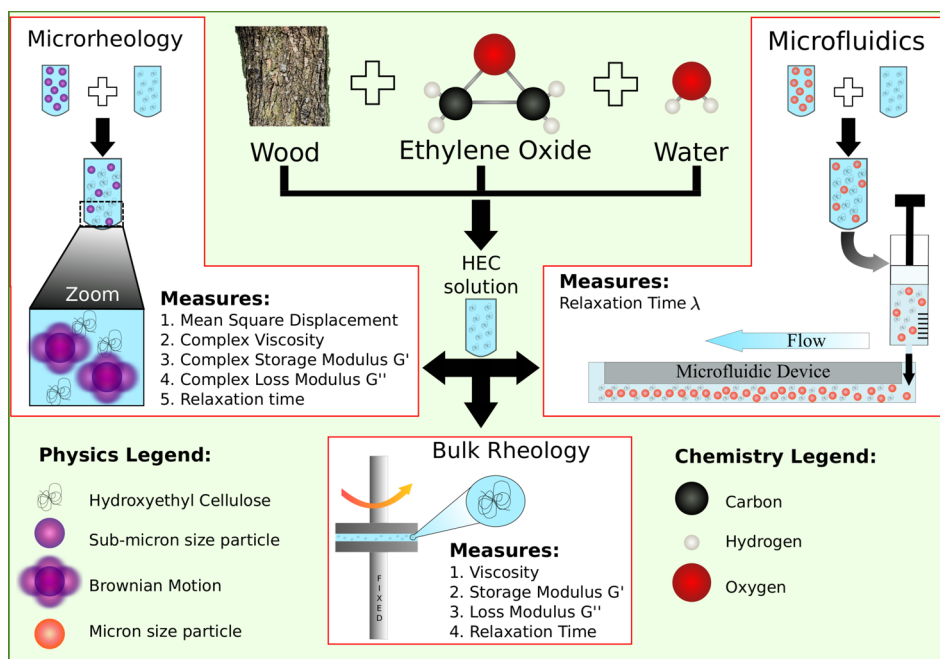 Microrheology
Wood
Ethylene Oxide
Water
Microfluidics
HEC
solution
Zoom
Measures:
1. Mean Square Displacement
2. Complex Viscosity
3. Complex Storage Modulus G'
4. Complex Loss Modulus G''
5. Relaxation time
Measures:
Relaxation Time λ
Flow
Microfluidic Device
Physics Legend:
Hydroxyethyl Cellulose
Sub-micron size particle
Brownian Motion
Micron size particle
Bulk Rheology
FIXED
Measures:
1. Viscosity
2. Storage Modulus G'
3. Loss Modulus G''
4. Relaxation Time
Chemistry Legend:
Carbon
Hydrogen
Oxygen